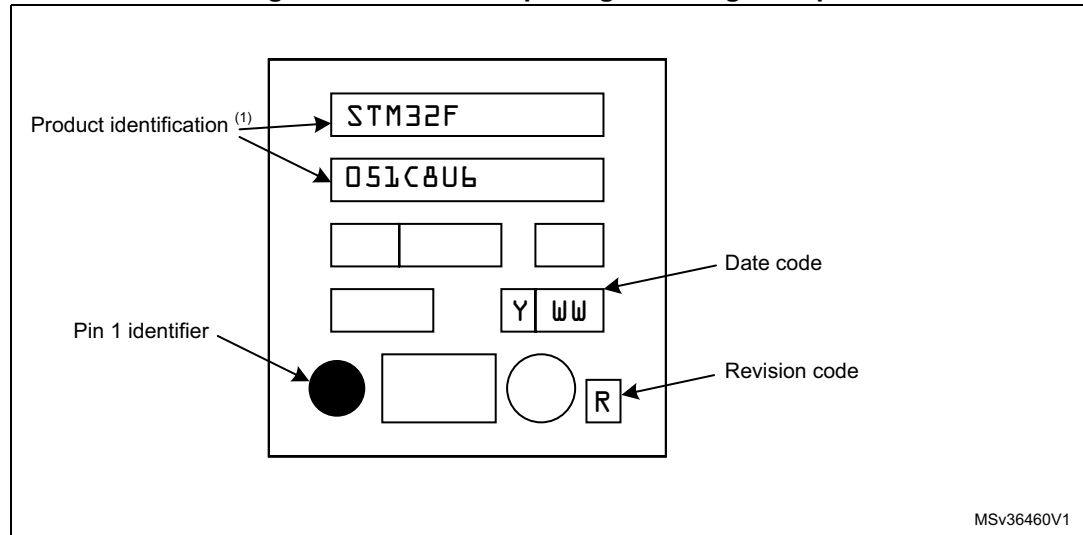 STM32F
Product identification (1)
051C8U6
Date code
Y WW
Pin 1 identifier
Revision code
R
MSv36460V1